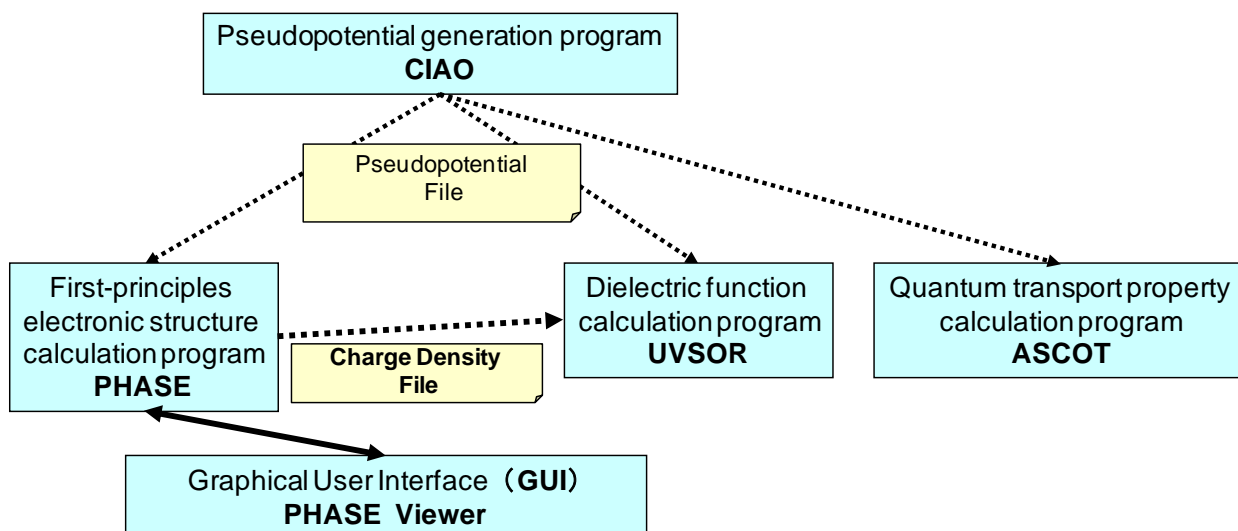 Pseudopotential generation program
CIAO
Pseudopotential
File
First-principles
electronic structure
calculation program
PHASE
Charge Density
File
Dielectric function
calculation program
UVSOR
Quantum transport property
calculation program
ASCOT
Graphical User Interface（GUI）
PHASE Viewer